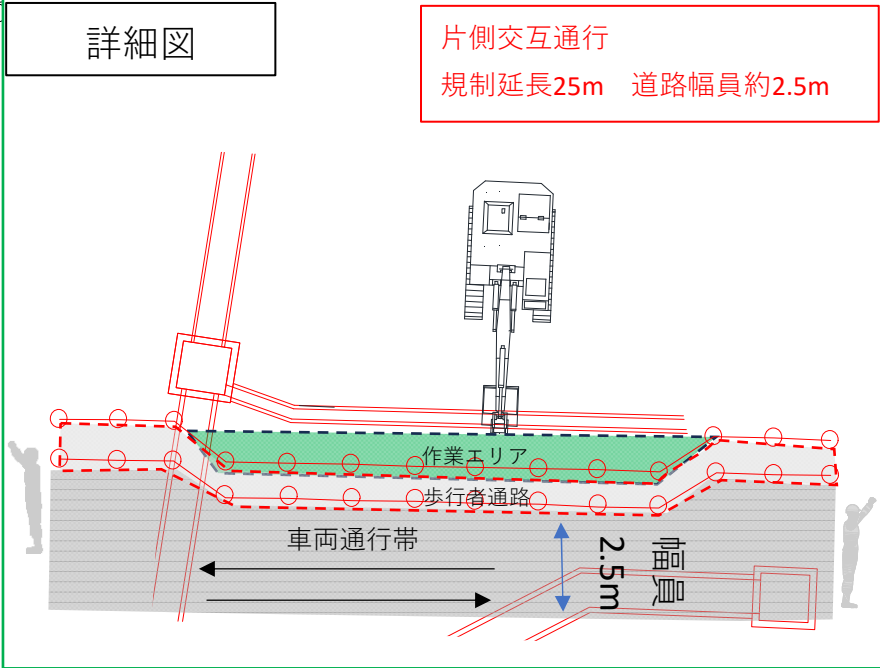 詳細図
片側交互通行
規制延長25m　道路幅員約2.5m
作業エリア
歩行者通路
車両通行帯
幅員
2.5m